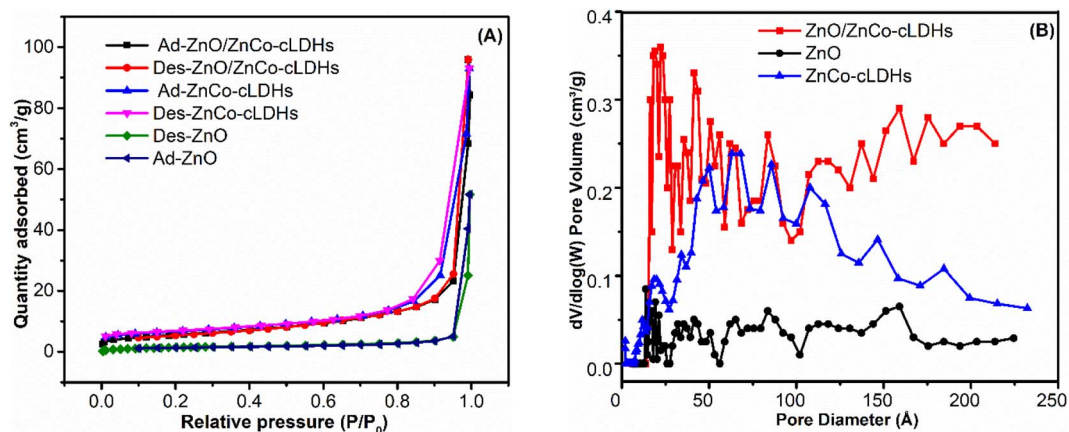 (A)
100
80
60
40
20
0
Quantity adsorbed (cm³/g)
Ad-ZnO/ZnCo-cLDHs
Des-ZnO/ZnCo-cLDHs
Ad-ZnCo-cLDHs
Des-ZnCo-cLDHs
Des-ZnO
Ad-ZnO
0.0 0.2 0.4 0.6 0.8 1.0
Relative pressure (P/P₀)
(B)
0.4
0.3
0.2
0.1
0.0
dV/dlog(W) Pore Volume (cm³/g)
ZnO/ZnCo-cLDHs
ZnO
ZnCo-cLDHs
0 50 100 150 200 250
Pore Diameter (Å)